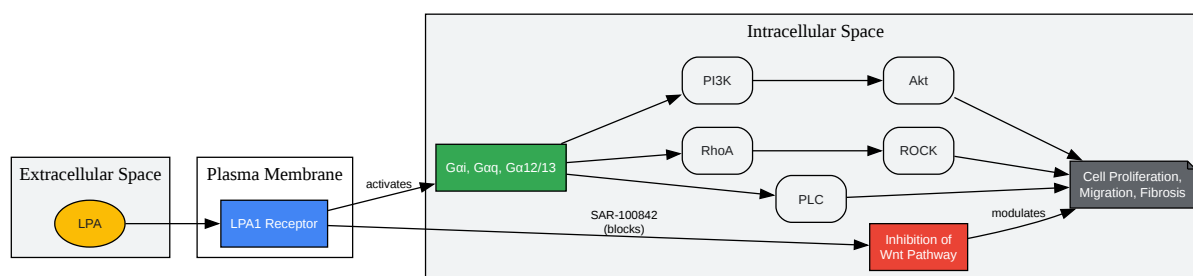 Intracellular Space
PI3K
Akt
Gαi, Gαq, Gα12/13
RhoA
ROCK
Extracellular Space
Plasma Membrane
activates
Cell Proliferation,
Migration, Fibrosis
PLC
LPA
LPA1 Receptor
SAR-100842
(blocks)
modulates
Inhibition of
Wnt Pathway